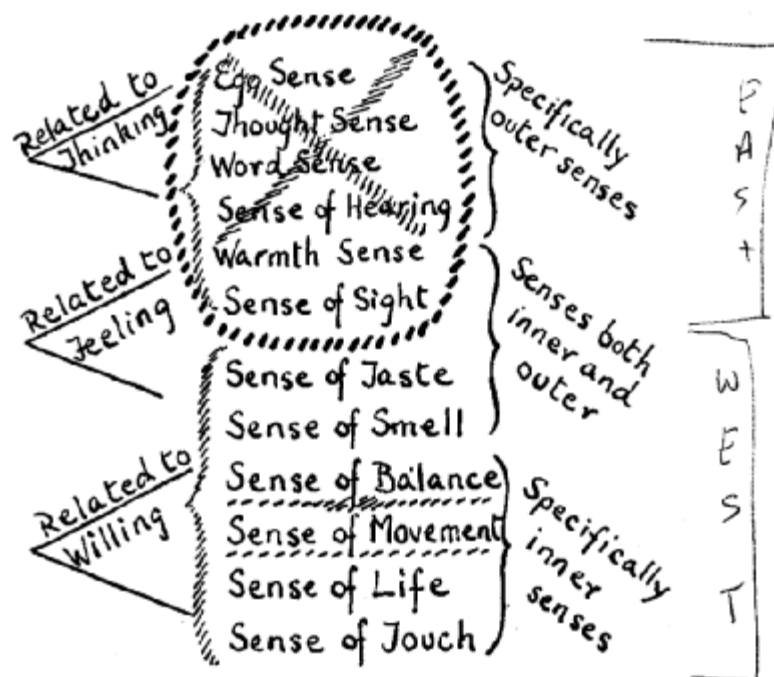 Related to
Thinking
Related to
Feeling
Related to
Willing
Ego Sense
Thought Sense
Word Sense
Sense of Hearing
Warmth Sense
Sense of Sight
Sense of Taste
Sense of Smell
Sense of Balance
Sense of Movement
Sense of Life
Sense of Touch
Specifically
outer senses
Senses both
inner and
outer
Specifically
inner
senses
EAST
WEST